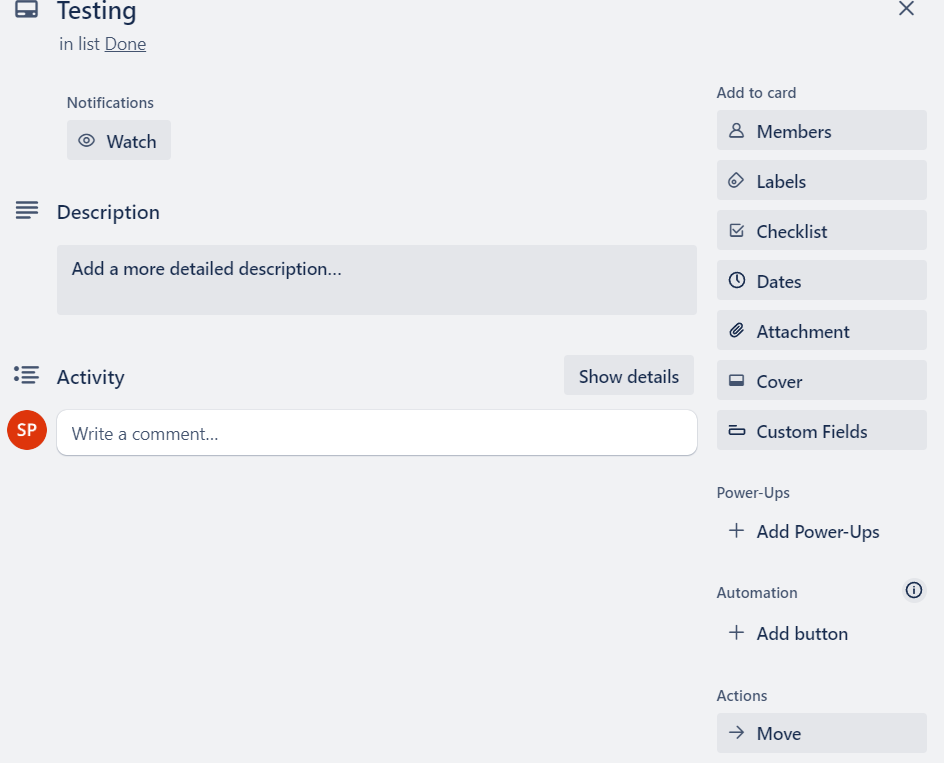 Testing
in list Done
Notifications
Watch
Description
Add a more detailed description...
Activity
Show details
SP
Write a comment...
Add to card
Members
Labels
Checklist
Dates
Attachment
Cover
Custom Fields
Power-Ups
Add Power-Ups
Automation
Add button
Actions
Move